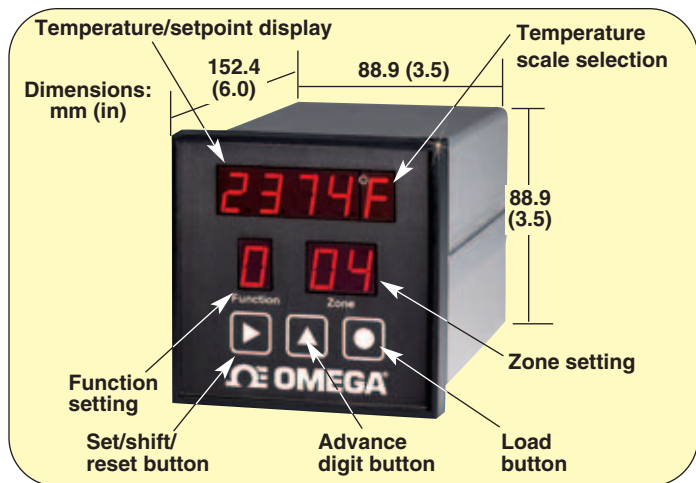 Temperature/setpoint display
Temperature
scale selection
152.4
(6.0)
88.9 (3.5)
Dimensions:
mm (in)
2374°F
88.9
(3.5)
0
04
Function
Zone
Zone setting
Function
setting
OMEGA®
Set/shift/
reset button
Advance
digit button
Load
button